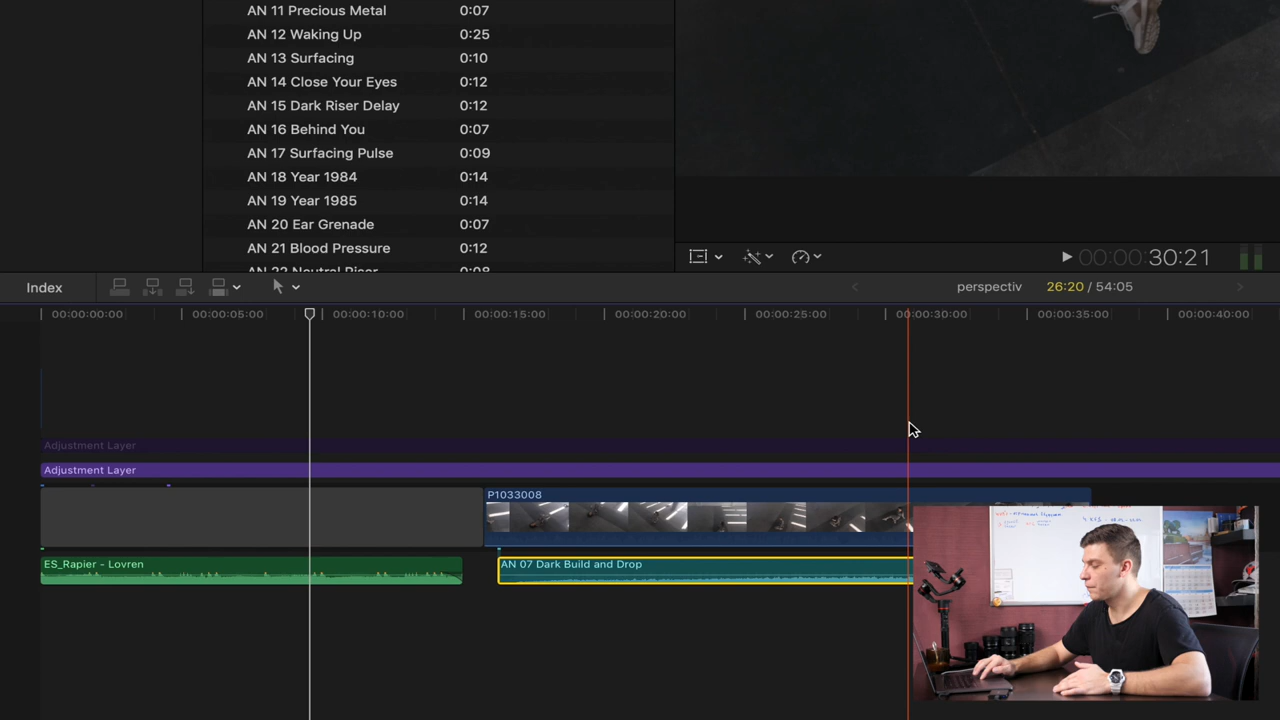 AN 11 Precious Metal 0:07
AN 12 Waking Up 0:25
AN 13 Surfacing 0:10
AN 14 Close Your Eyes 0:12
AN 15 Dark Riser Delay 0:12
AN 16 Behind You 0:07
AN 17 Surfacing Pulse 0:09
AN 18 Year 1984 0:14
AN 19 Year 1985 0:14
AN 20 Ear Grenade 0:07
AN 21 Blood Pressure 0:12
AN 22 Neutral Riser 0:08
00:00:30:21
Index
perspectiv 26:20 / 54:05
00:00:00:00 00:00:05:00 00:00:10:00 00:00:15:00 00:00:20:00 00:00:25:00 00:00:30:00 00:00:35:00 00:00:40:00
Adjustment Layer
Adjustment Layer
P1033008
ES_Rapier - Lovren
AN 07 Dark Build and Drop